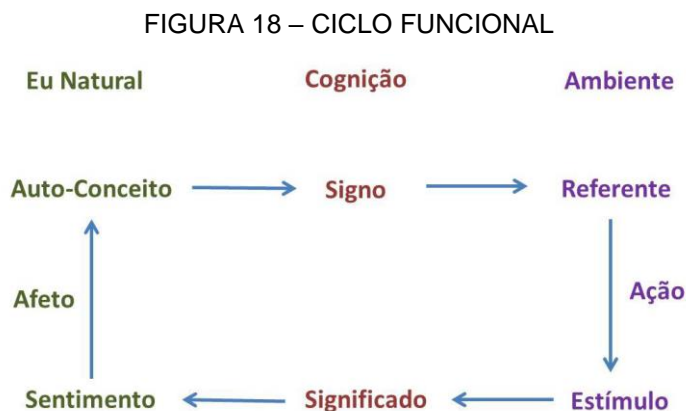 FIGURA 18 – CICLO FUNCIONAL
Eu Natural Cognição Ambiente
Auto-Conceito Signo Referente
Afeto Ação
Sentimento Significado Estímulo